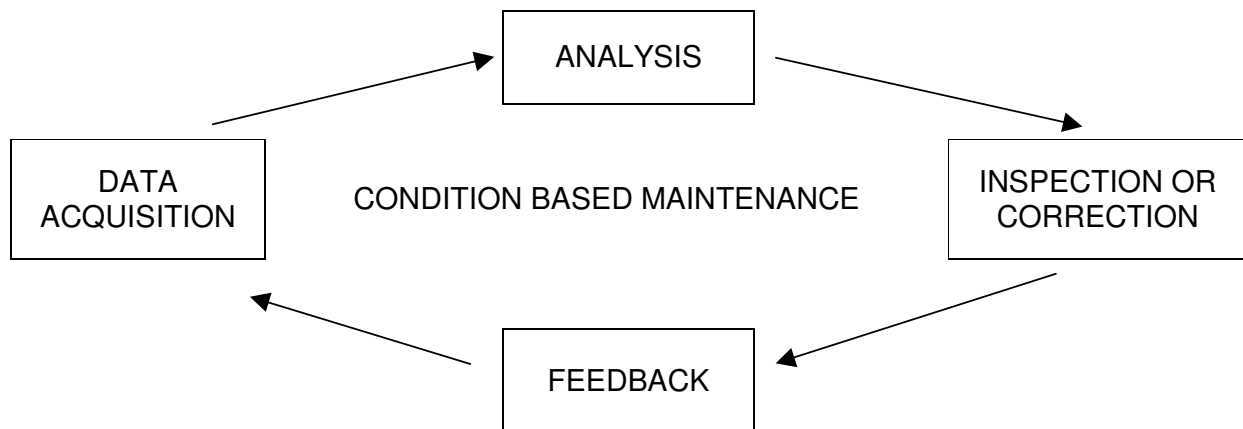 ANALYSIS
DATA
ACQUISITION
CONDITION BASED MAINTENANCE
INSPECTION OR
CORRECTION
FEEDBACK